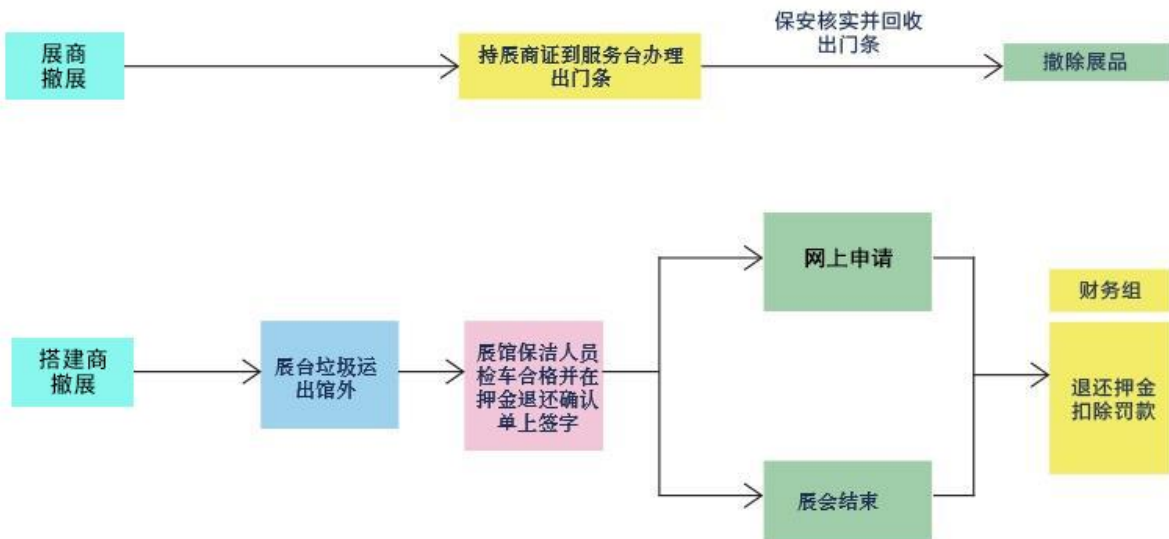 展商
撤展
持展商证到服务台办理
出门条
保安核实并回收
出门条
撤除展品
搭建商
撤展
展台垃圾运
出馆外
展馆保洁人员
检车合格并在
押金退还确认
单上签字
网上申请
展会结束
财务组
退还押金
扣除罚款